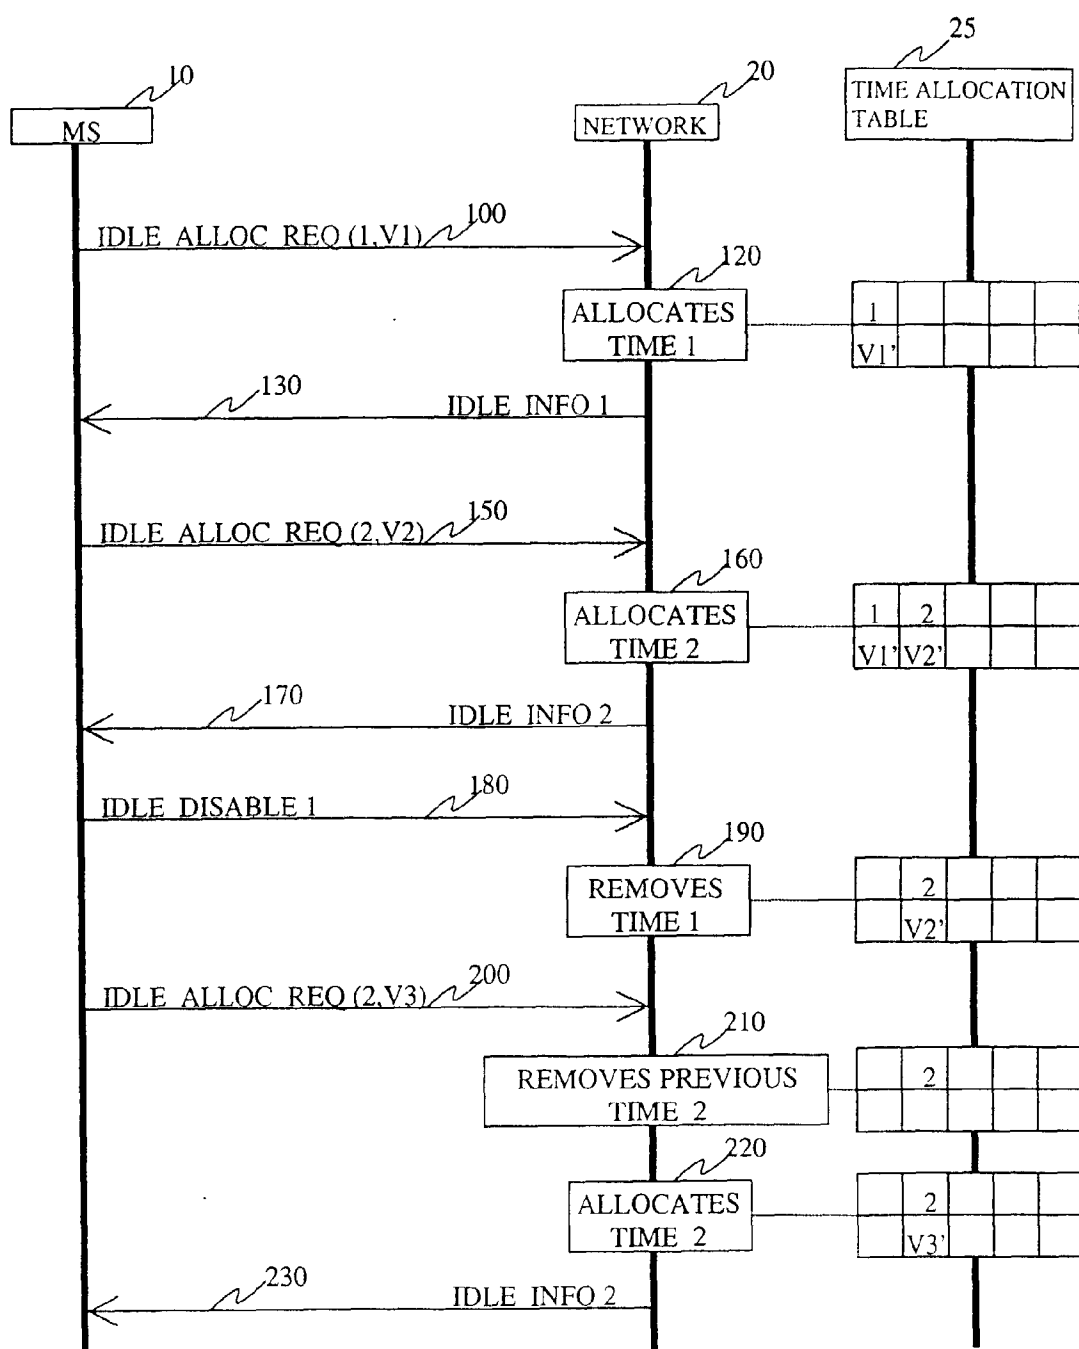 25
10
20
TIME ALLOCATION
TABLE
MS
NETWORK
100
IDLE ALLOC REQ (1,V1)
120
ALLOCATES
TIME 1
1
V1'
130
IDLE INFO 1
150
IDLE ALLOC REQ (2,V2)
160
ALLOCATES
TIME 2
1 2
V1' V2'
170
IDLE INFO 2
180
IDLE DISABLE 1
190
REMOVES
TIME 1
2
V2'
200
IDLE ALLOC REQ (2,V3)
210
REMOVES PREVIOUS
TIME 2
2
220
ALLOCATES
TIME 2
2
V3'
230
IDLE INFO 2